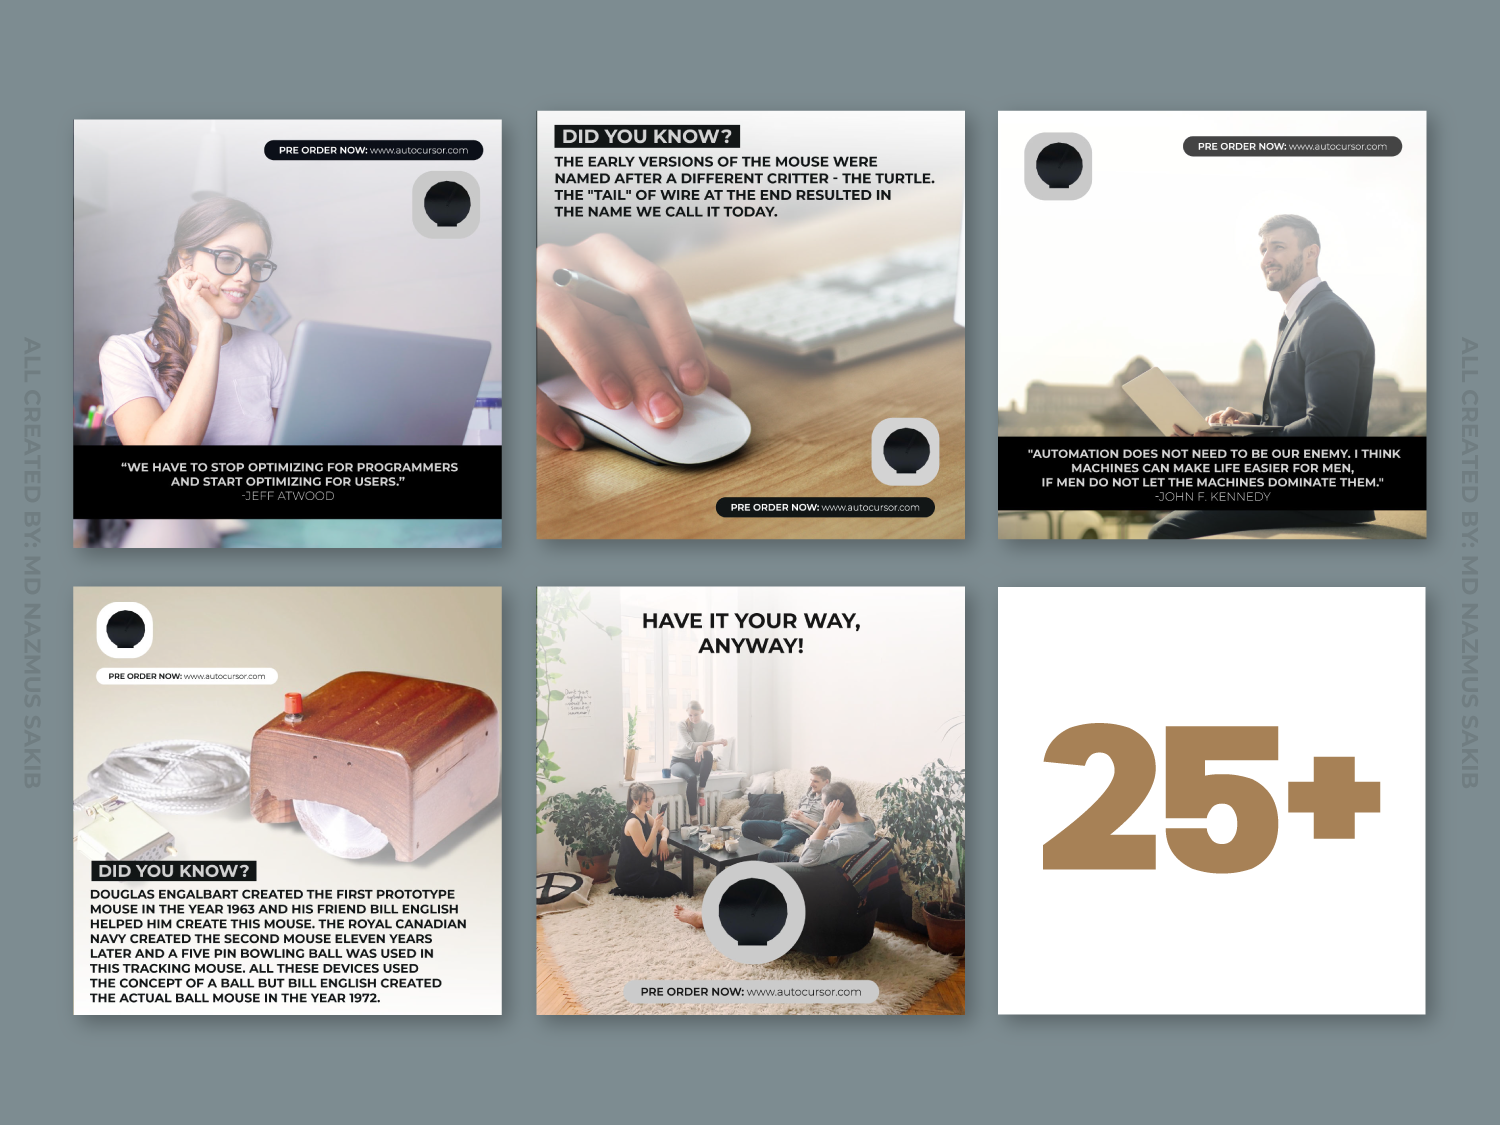 PRE ORDER NOW: www.autocursor.com
“WE HAVE TO STOP OPTIMIZING FOR PROGRAMMERS
AND START OPTIMIZING FOR USERS.”
-JEFF ATWOOD
DID YOU KNOW?
THE EARLY VERSIONS OF THE MOUSE WERE
NAMED AFTER A DIFFERENT CRITTER - THE TURTLE.
THE "TAIL" OF WIRE AT THE END RESULTED IN
THE NAME WE CALL IT TODAY.
PRE ORDER NOW: www.autocursor.com
PRE ORDER NOW: www.autocursor.com
"AUTOMATION DOES NOT NEED TO BE OUR ENEMY. I THINK
MACHINES CAN MAKE LIFE EASIER FOR MEN,
IF MEN DO NOT LET THE MACHINES DOMINATE THEM."
-JOHN F. KENNEDY
PRE ORDER NOW: www.autocursor.com
DID YOU KNOW?
DOUGLAS ENGALBART CREATED THE FIRST PROTOTYPE
MOUSE IN THE YEAR 1963 AND HIS FRIEND BILL ENGLISH
HELPED HIM CREATE THIS MOUSE. THE ROYAL CANADIAN
NAVY CREATED THE SECOND MOUSE ELEVEN YEARS
LATER AND A FIVE PIN BOWLING BALL WAS USED IN
THIS TRACKING MOUSE. ALL THESE DEVICES USED
THE CONCEPT OF A BALL BUT BILL ENGLISH CREATED
THE ACTUAL BALL MOUSE IN THE YEAR 1972.
HAVE IT YOUR WAY,
ANYWAY!
PRE ORDER NOW: www.autocursor.com
25+
ALL CREATED BY: MD NAZMUS SAKIB
ALL CREATED BY: MD NAZMUS SAKIB